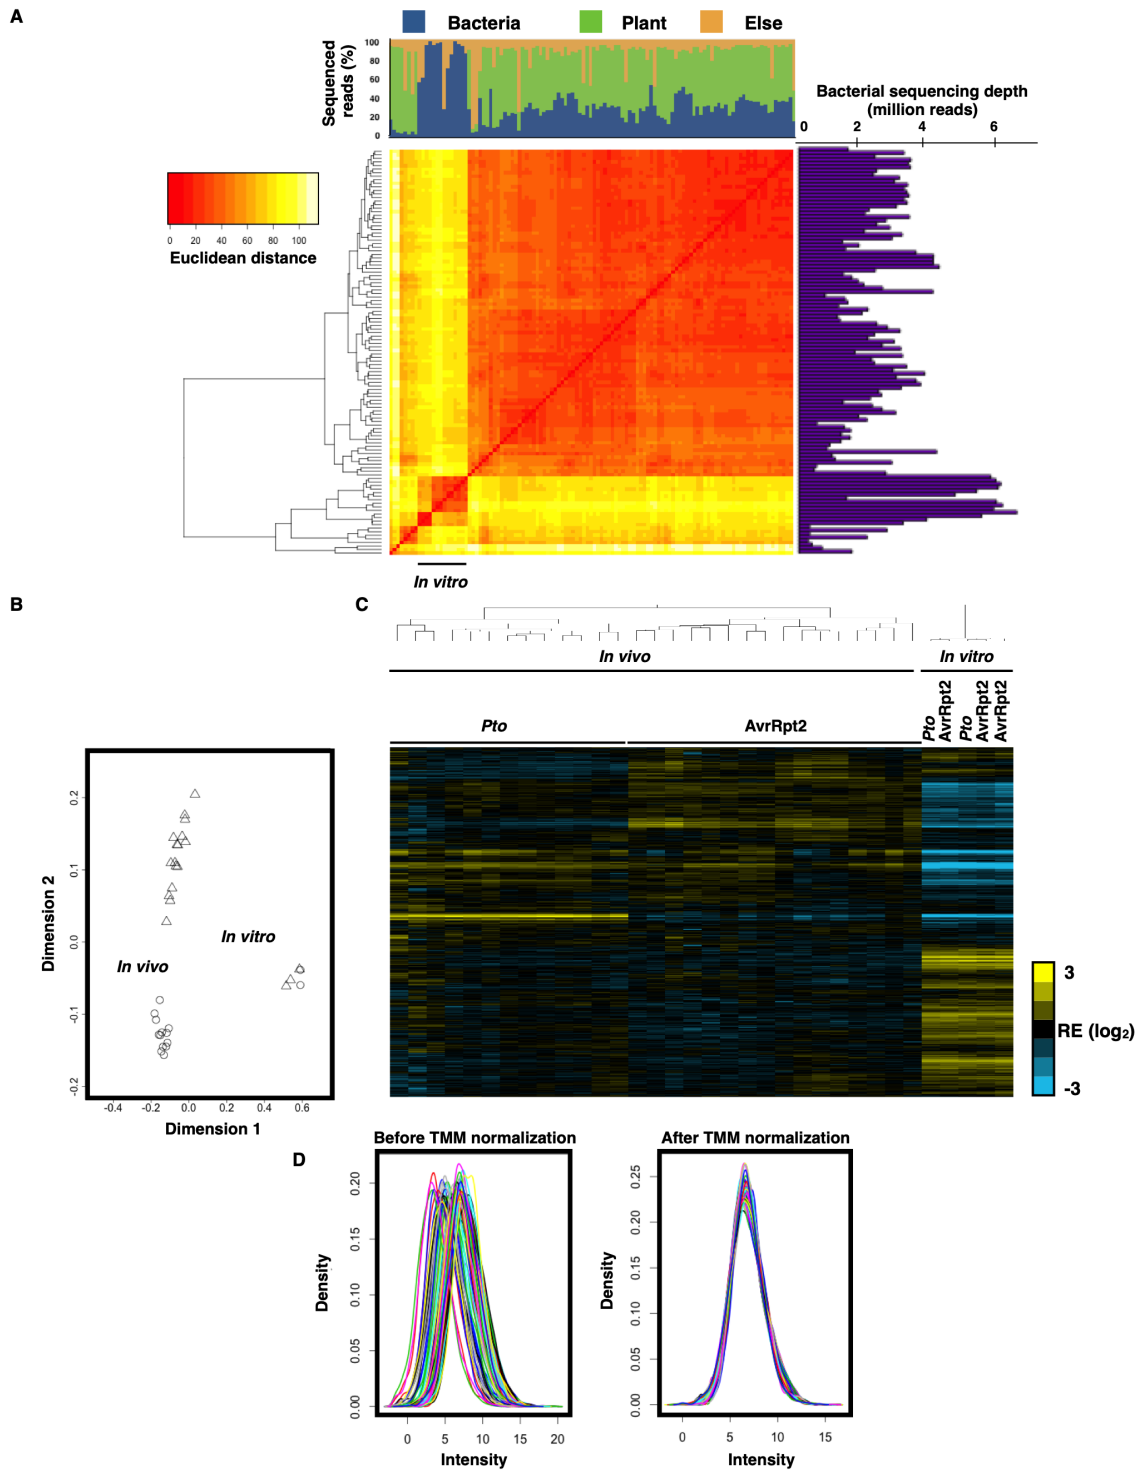 A
Bacteria Plant Else
Sequenced
reads (%)
100
80
60
40
20
0
Bacterial sequencing depth
(million reads)
0 2 4 6
0 20 40 60 80 100
Euclidean distance
In vitro
B
C
In vivo In vitro
Pto AvrRpt2
Pto
AvrRpt2
Pto
AvrRpt2
AvrRpt2
Dimension 2
0.2
0.1
0.0
-0.1
-0.2
In vitro
In vivo
-0.4 -0.2 0.0 0.2 0.4 0.6
Dimension 1
3
RE (log₂)
-3
D
Before TMM normalization After TMM normalization
Density
0.20
0.15
0.10
0.05
0.00
0 5 10 15 20
Intensity
Density
0.25
0.20
0.15
0.10
0.05
0.00
0 5 10 15
Intensity